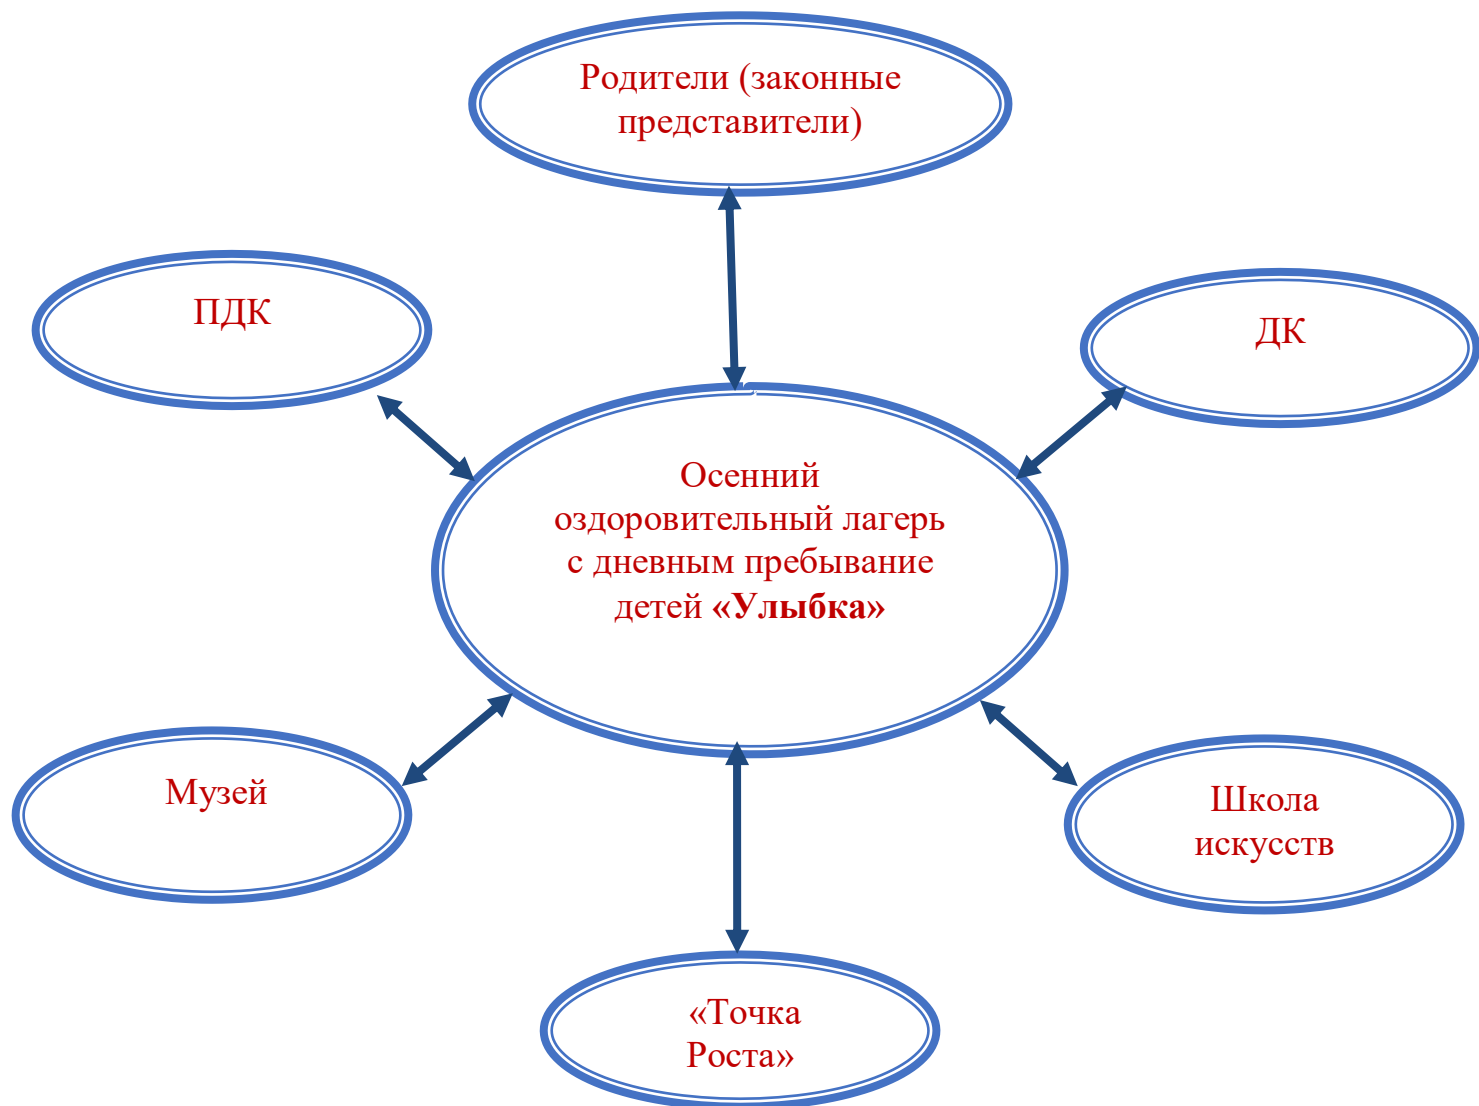 Родители (законные
представители)
ПДК
ДК
Осенний
оздоровительный лагерь
с дневным пребывание
детей «Улыбка»
Музей
Школа
искусств
«Точка
Роста»